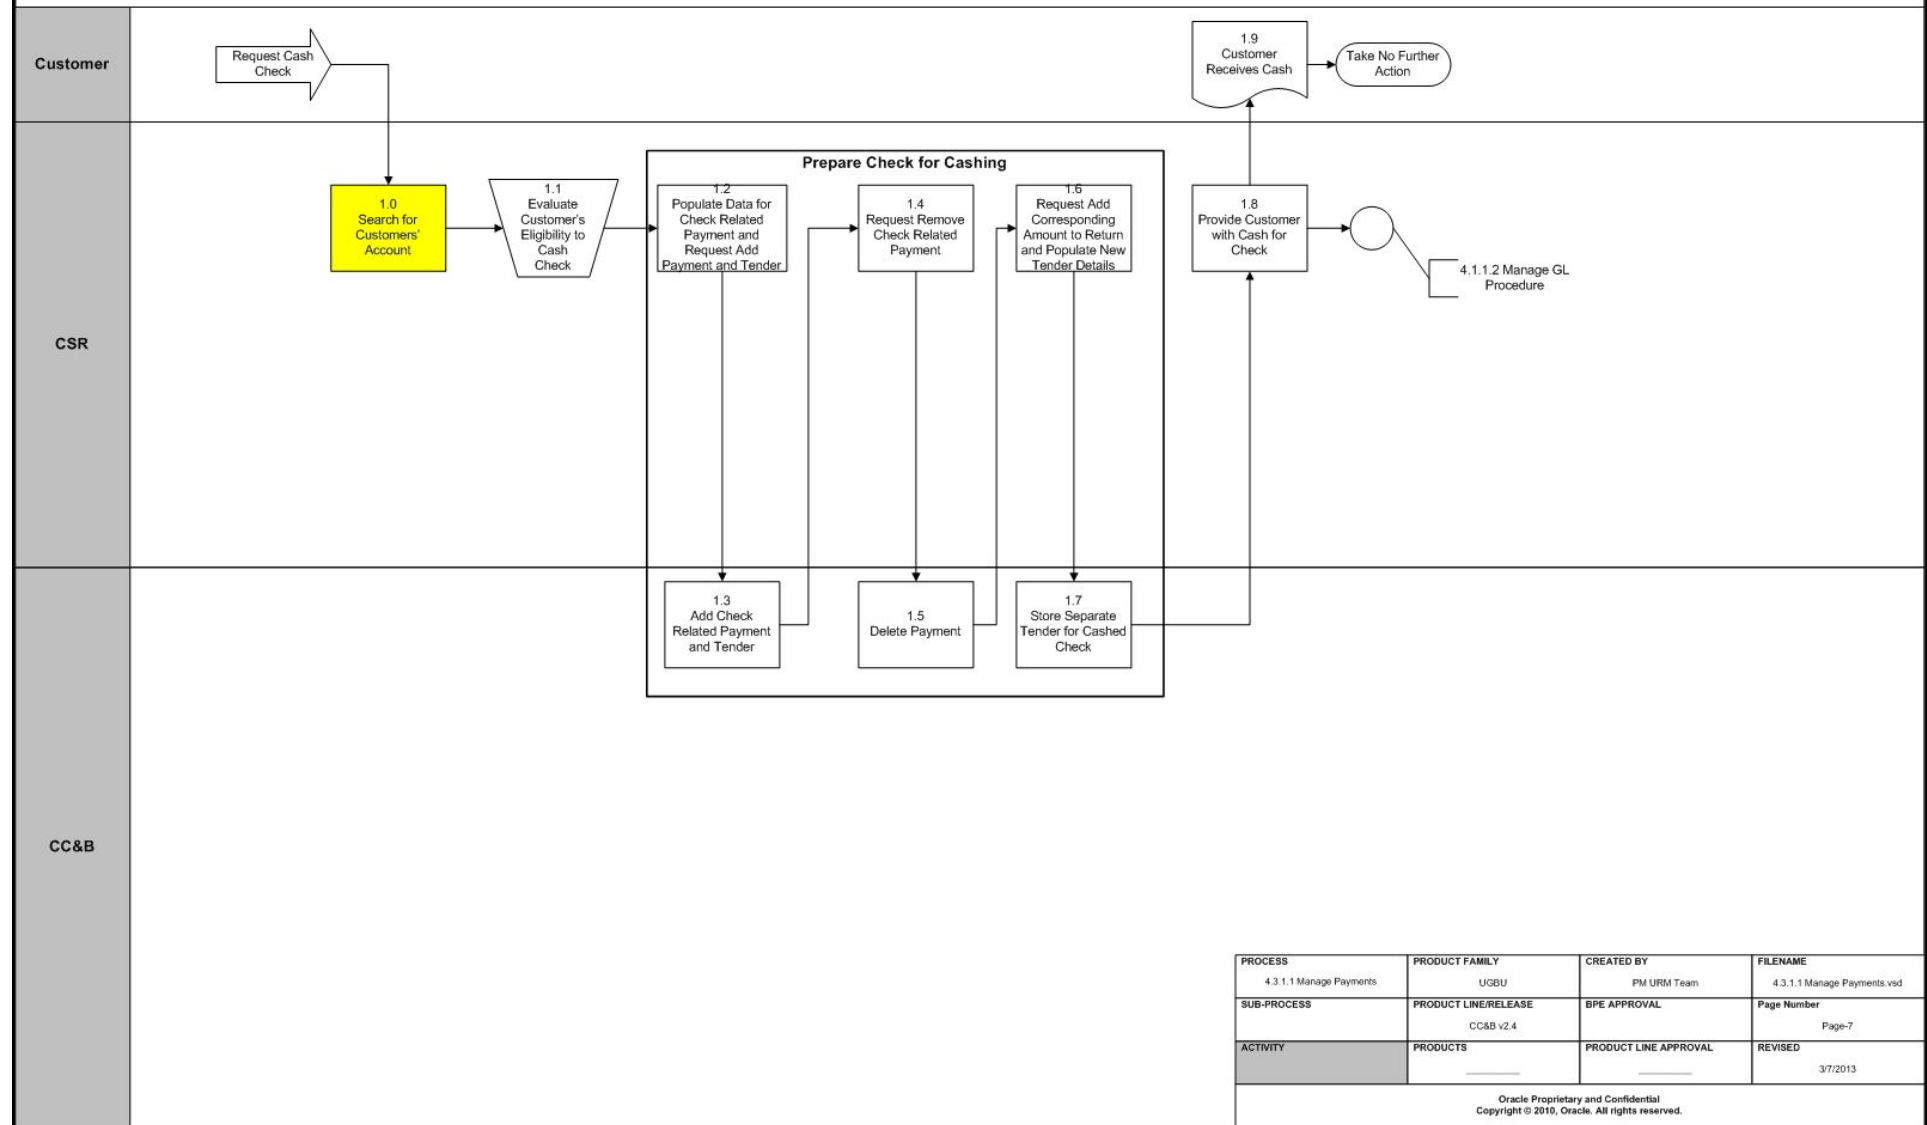 Customer
Request Cash
Check
1.9
Customer
Receives Cash
Take No Further
Action
CSR
1.0
Search for
Customers'
Account
1.1
Evaluate
Customer's
Eligibility to
Cash
Check
Prepare Check for Cashing
1.2
Populate Data for
Check Related
Payment and
Request Add
Payment and Tender
1.4
Request Remove
Check Related
Payment
1.6
Request Add
Corresponding
Amount to Return
and Populate New
Tender Details
1.8
Provide Customer
with Cash for
Check
4.1.1.2 Manage GL
Procedure
CC&B
1.3
Add Check
Related Payment
and Tender
1.5
Delete Payment
1.7
Store Separate
Tender for Cashed
Check
PROCESS
4.3.1.1 Manage Payments
PRODUCT FAMILY
UGBU
CREATED BY
PM URM Team
FILENAME
4.3.1.1 Manage Payments.vsd
SUB-PROCESS
PRODUCT LINE/RELEASE
CC&B v2.4
BPE APPROVAL
Page Number
Page-7
ACTIVITY
PRODUCTS
PRODUCT LINE APPROVAL
REVISED
3/7/2013
Oracle Proprietary and Confidential
Copyright © 2010, Oracle. All rights reserved.